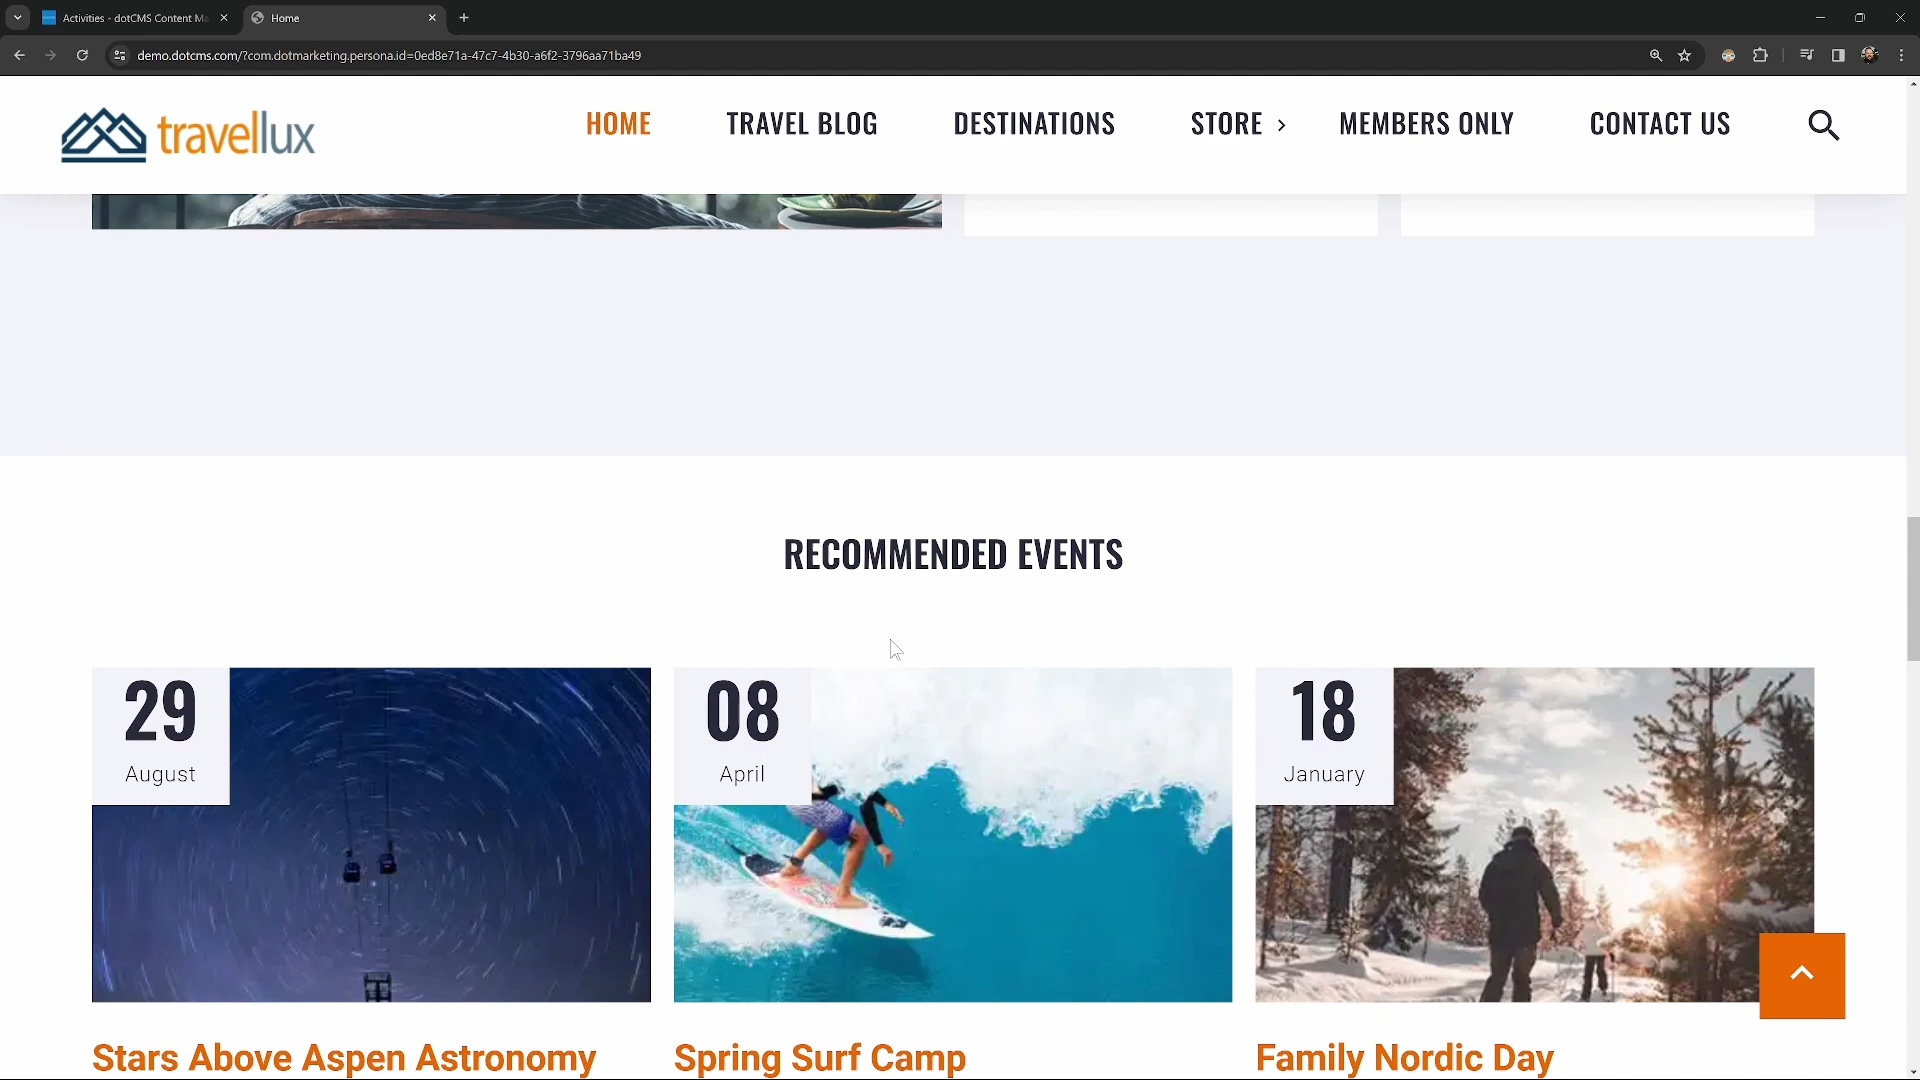 Activities - dotCMS Content Ma
Home
demo.dotcms.com/?com.dotmarketing.persona.id=0ed8e71a-47c7-4b30-a6f2-3796aa71ba49
travellux
HOME
TRAVEL BLOG
DESTINATIONS
STORE
MEMBERS ONLY
CONTACT US
RECOMMENDED EVENTS
29
August
08
April
18
January
Stars Above Aspen Astronomy
Spring Surf Camp
Family Nordic Day